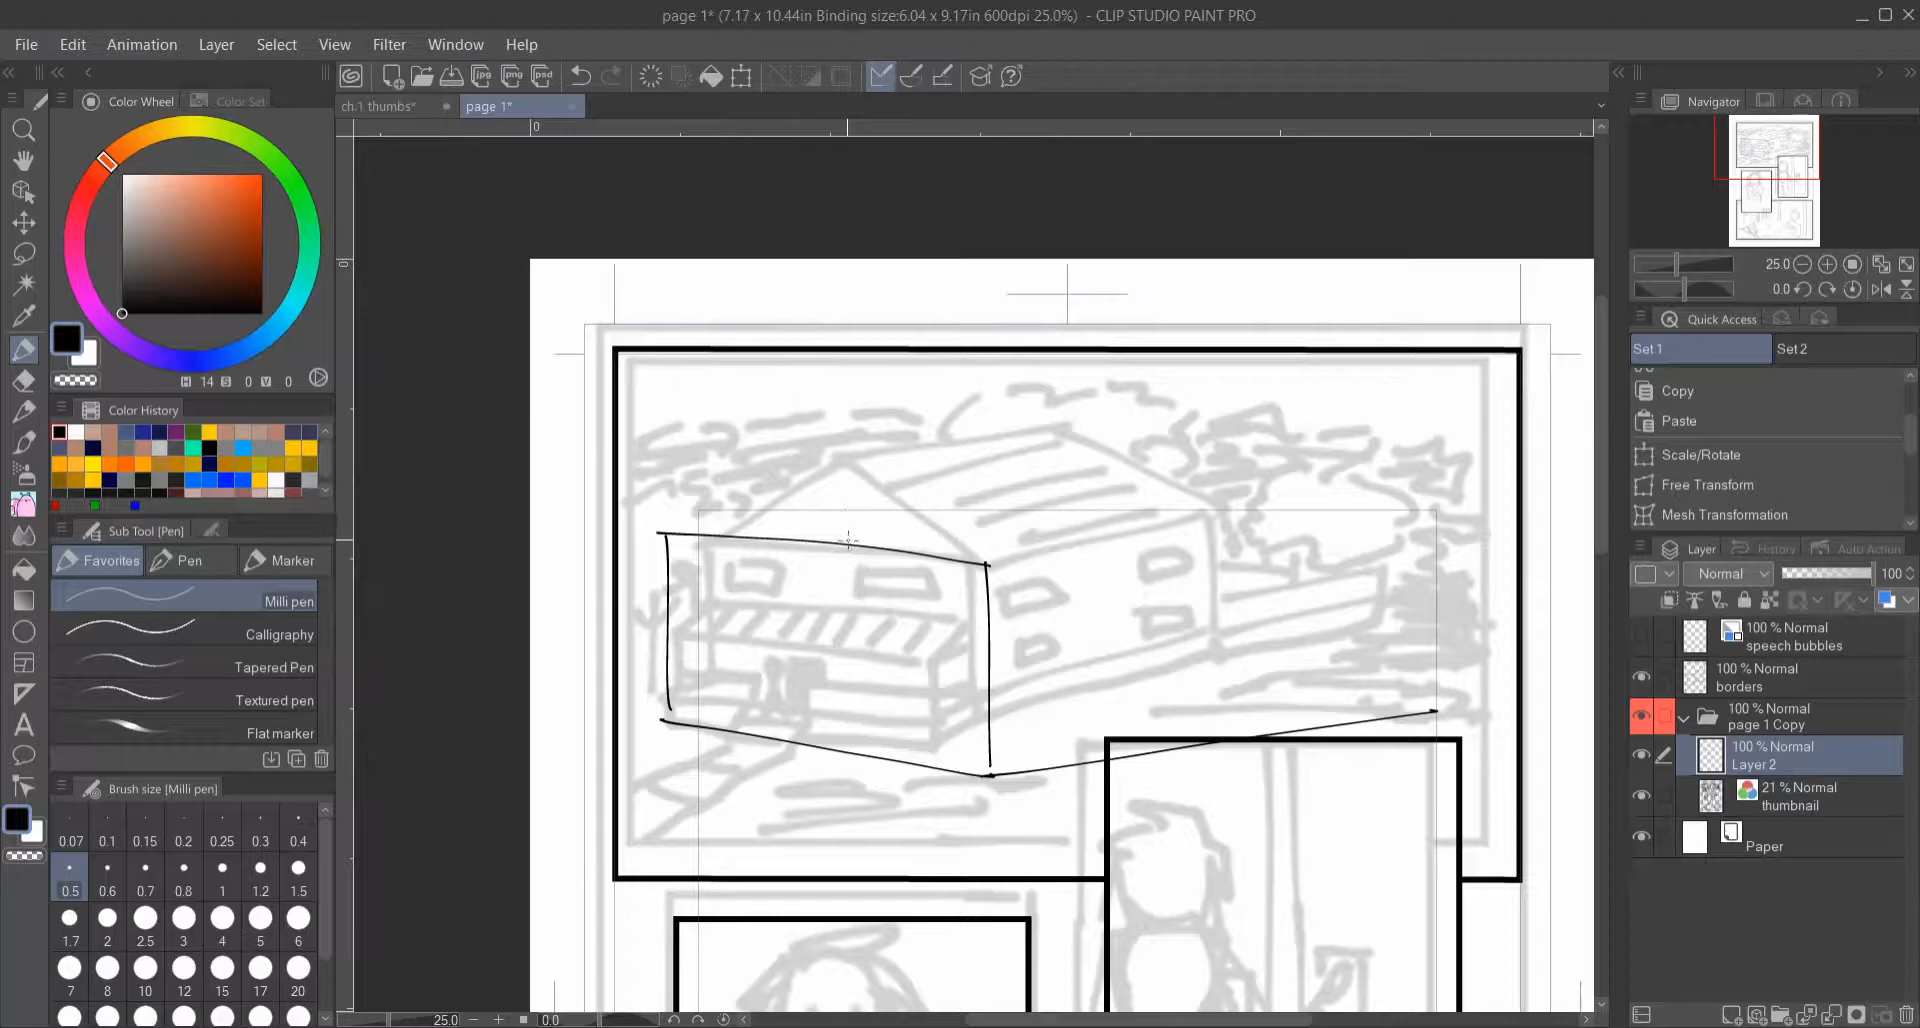 page 1* (7.17 x 10.44in Binding size:6.04 x 9.17in 600dpi 25.0%)  - CLIP STUDIO PAINT PRO
File Edit Animation Layer Select View Filter Window Help
jpg png psd
Color Wheel Color Set
ch.1 thumbs* page 1*
Navigator
0
0
25.0
0.0
Quick Access
Set 1 Set 2
Copy
Paste
Scale/Rotate
Free Transform
Mesh Transformation
H 14 S 0 V 0
Color History
Sub Tool [Pen]
Favorites Pen Marker
Milli pen
Calligraphy
Tapered Pen
Textured pen
Flat marker
Brush size [Milli pen]
0.07 0.1 0.15 0.2 0.25 0.3 0.4
0.5 0.6 0.7 0.8 1 1.2 1.5
1.7 2 2.5 3 4 5 6
7 8 10 12 15 17 20
Layer History Auto Action
Normal 100
100 % Normal
speech bubbles
100 % Normal
borders
100 % Normal
page 1 Copy
100 % Normal
Layer 2
21 % Normal
thumbnail
Paper
25.0 0.0